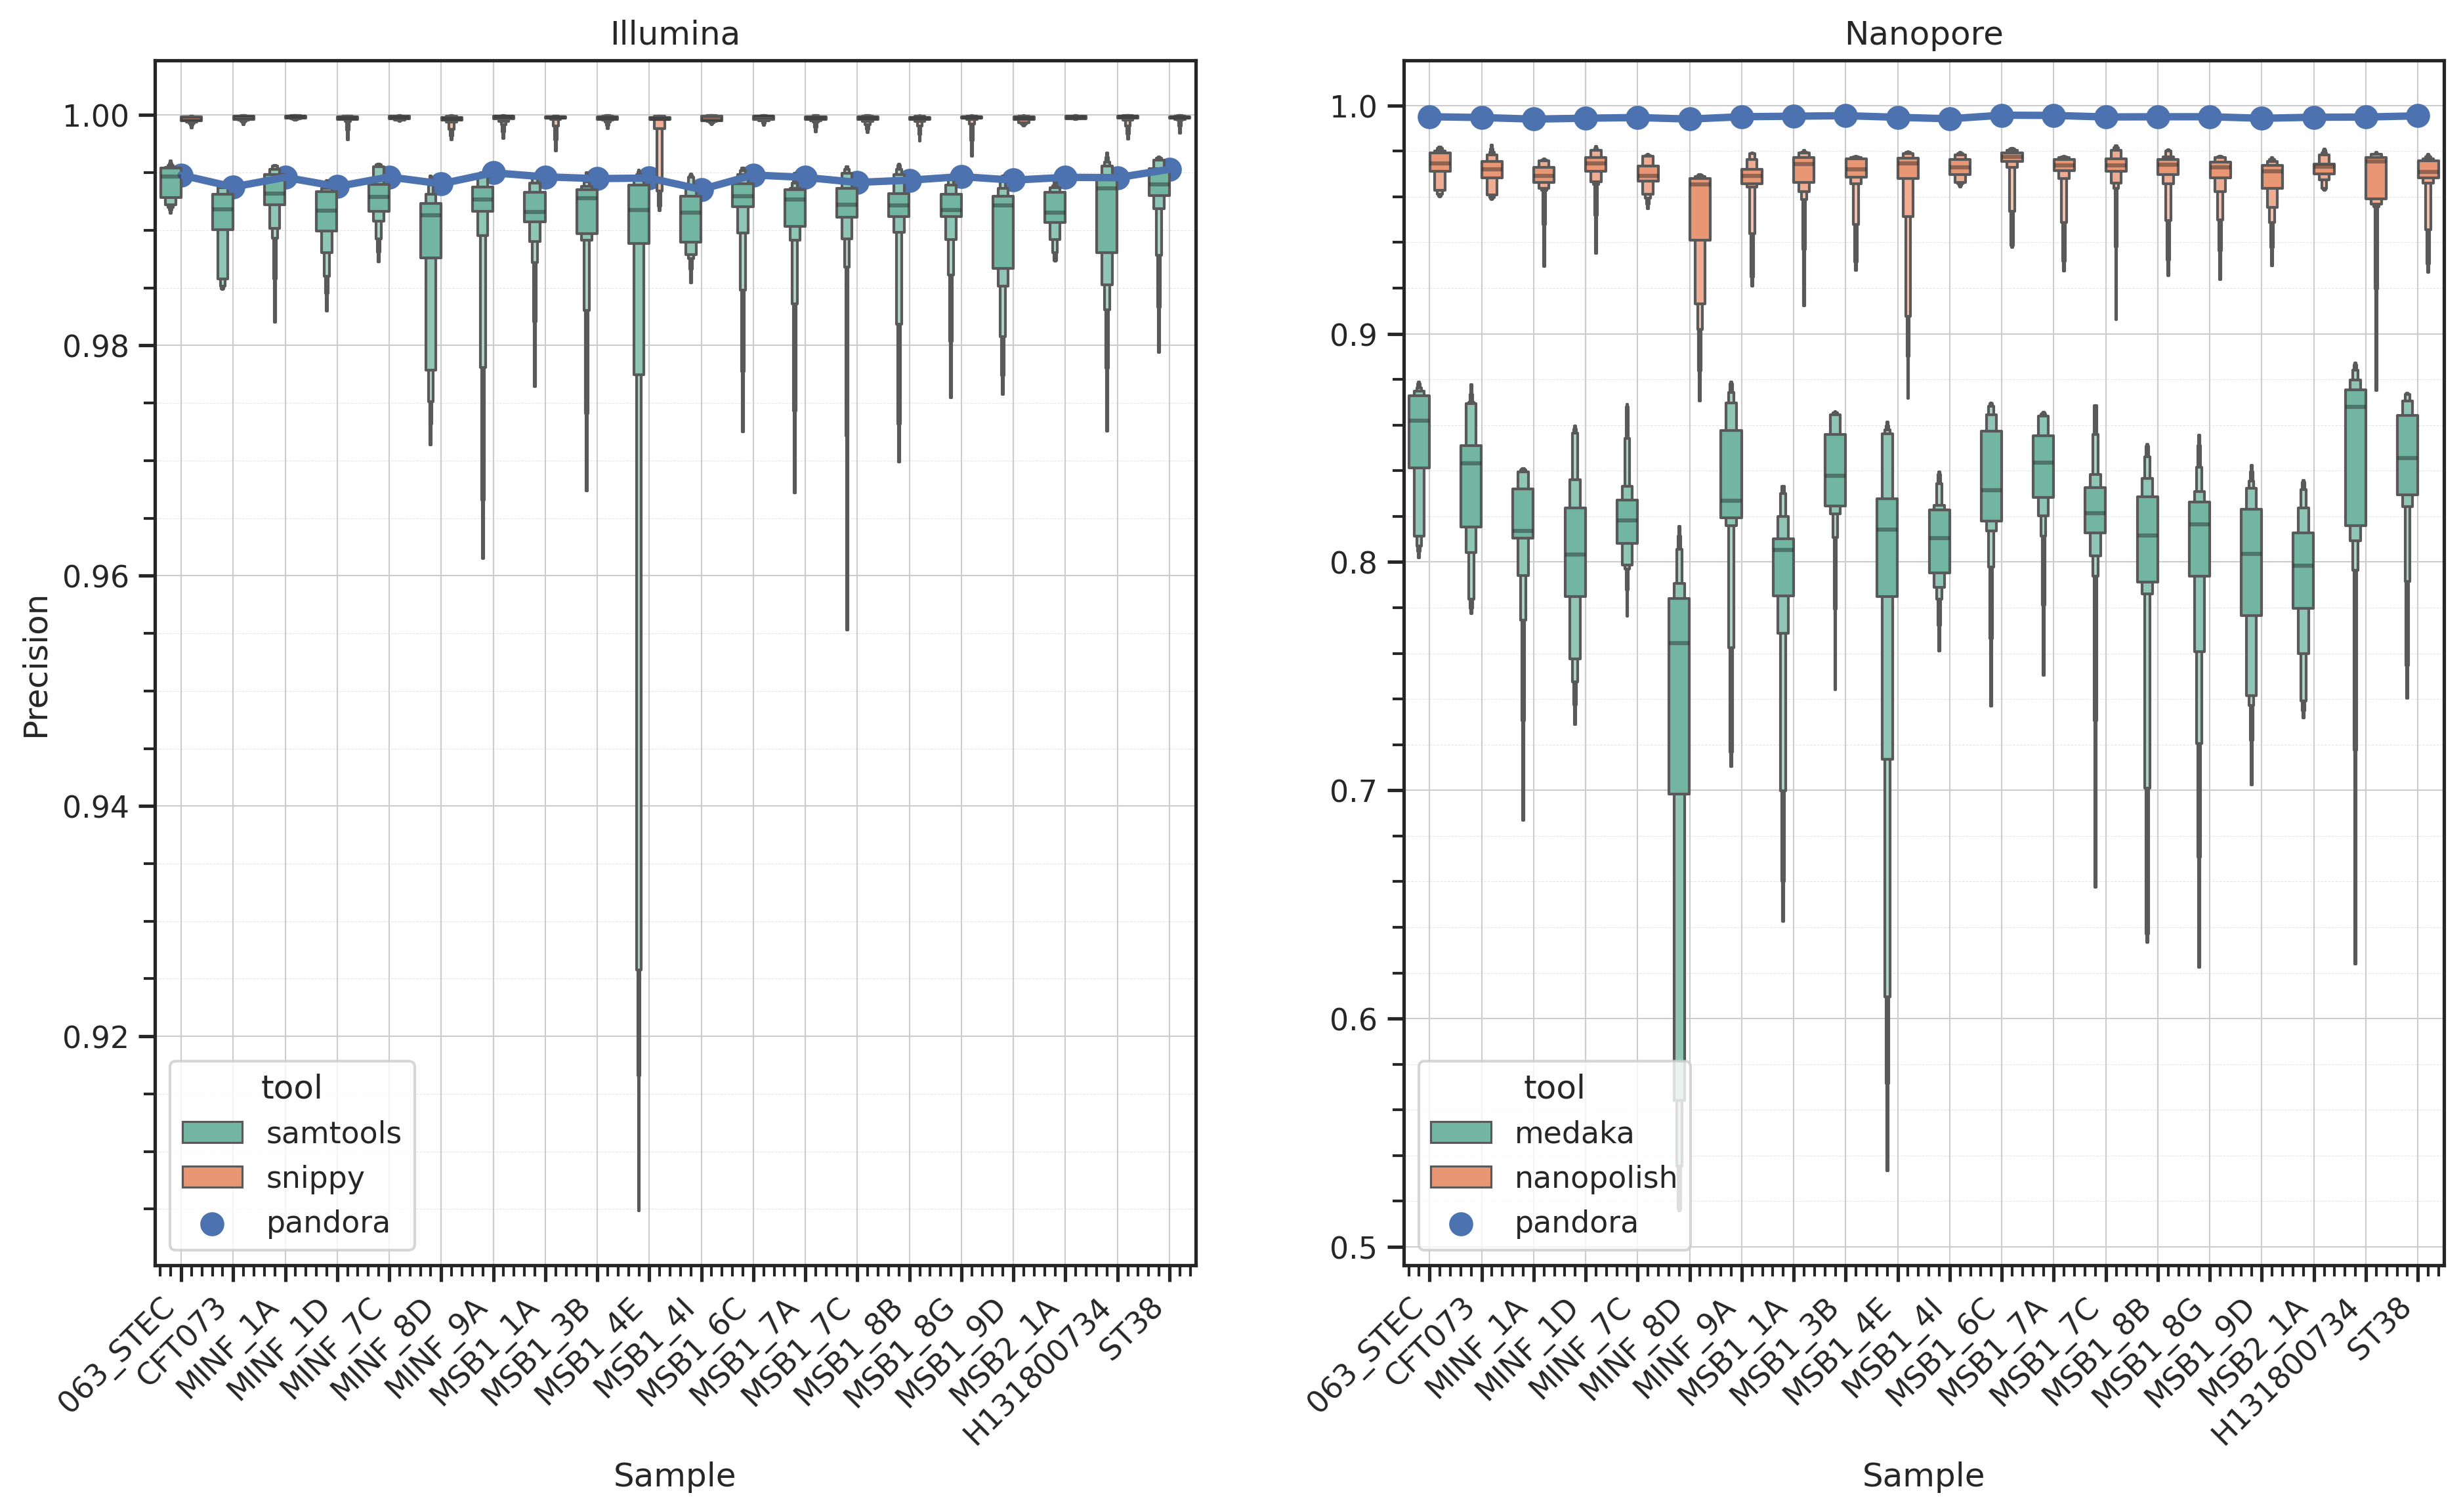 Illumina
Precision
1.00
0.98
0.96
0.94
0.92
tool
samtools
snippy
pandora
063_STEC
CFT073
MINF_1A
MINF_1D
MINF_7C
MINF_8D
MINF_9A
MSB1_1A
MSB1_3B
MSB1_4E
MSB1_4I
MSB1_6C
MSB1_7A
MSB1_7C
MSB1_8B
MSB1_8G
MSB1_9D
MSB2_1A
H131800734
ST38
Sample
Nanopore
1.0
0.9
0.8
0.7
0.6
0.5
tool
medaka
nanopolish
pandora
063_STEC
CFT073
MINF_1A
MINF_1D
MINF_7C
MINF_8D
MINF_9A
MSB1_1A
MSB1_3B
MSB1_4E
MSB1_4I
MSB1_6C
MSB1_7A
MSB1_7C
MSB1_8B
MSB1_8G
MSB1_9D
MSB2_1A
H131800734
ST38
Sample